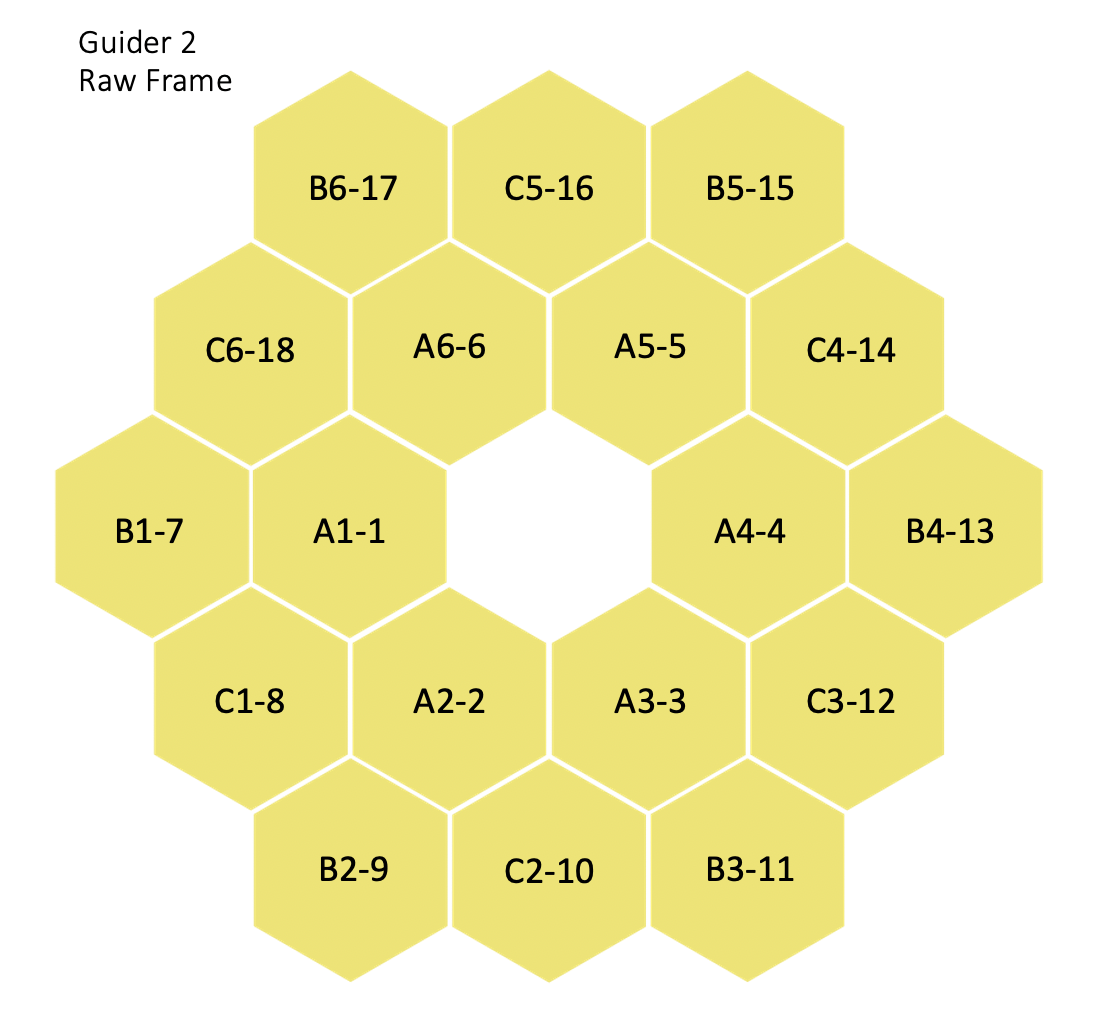 Guider 2
Raw Frame
B6-17 C5-16 B5-15
C6-18 A6-6 A5-5 C4-14
B1-7 A1-1 A4-4 B4-13
C1-8 A2-2 A3-3 C3-12
B2-9 C2-10 B3-11